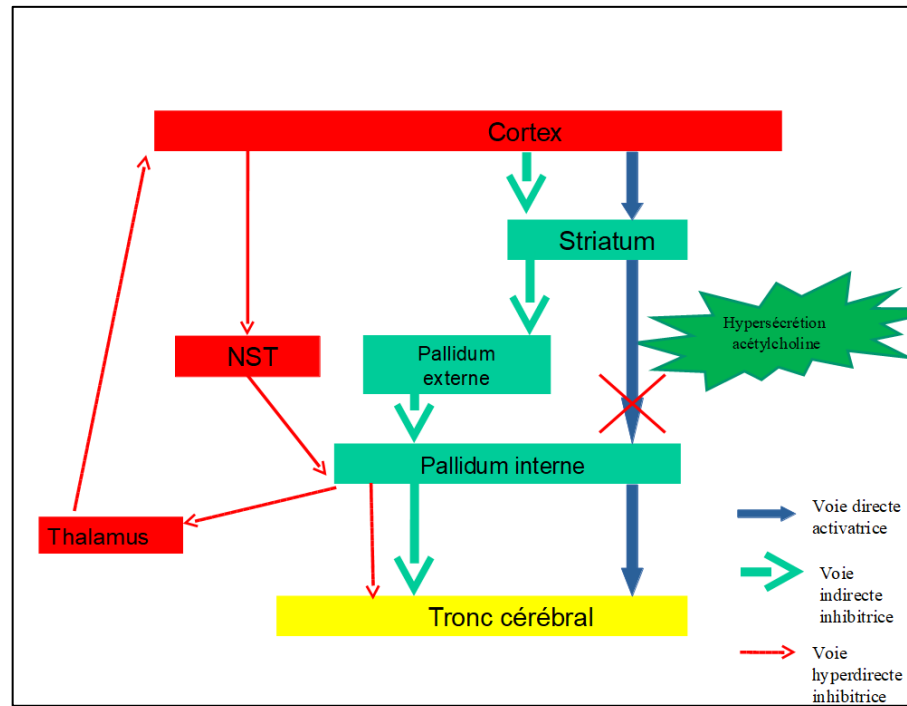 Cortex
Striatum
Hypersécrétion
acétylcholine
NST
Pallidum
externe
Pallidum interne
Thalamus
Voie directe
activatrice
Voie
indirecte
inhibitrice
Tronc cérébral
Voie
hyperdirecte
inhibitrice